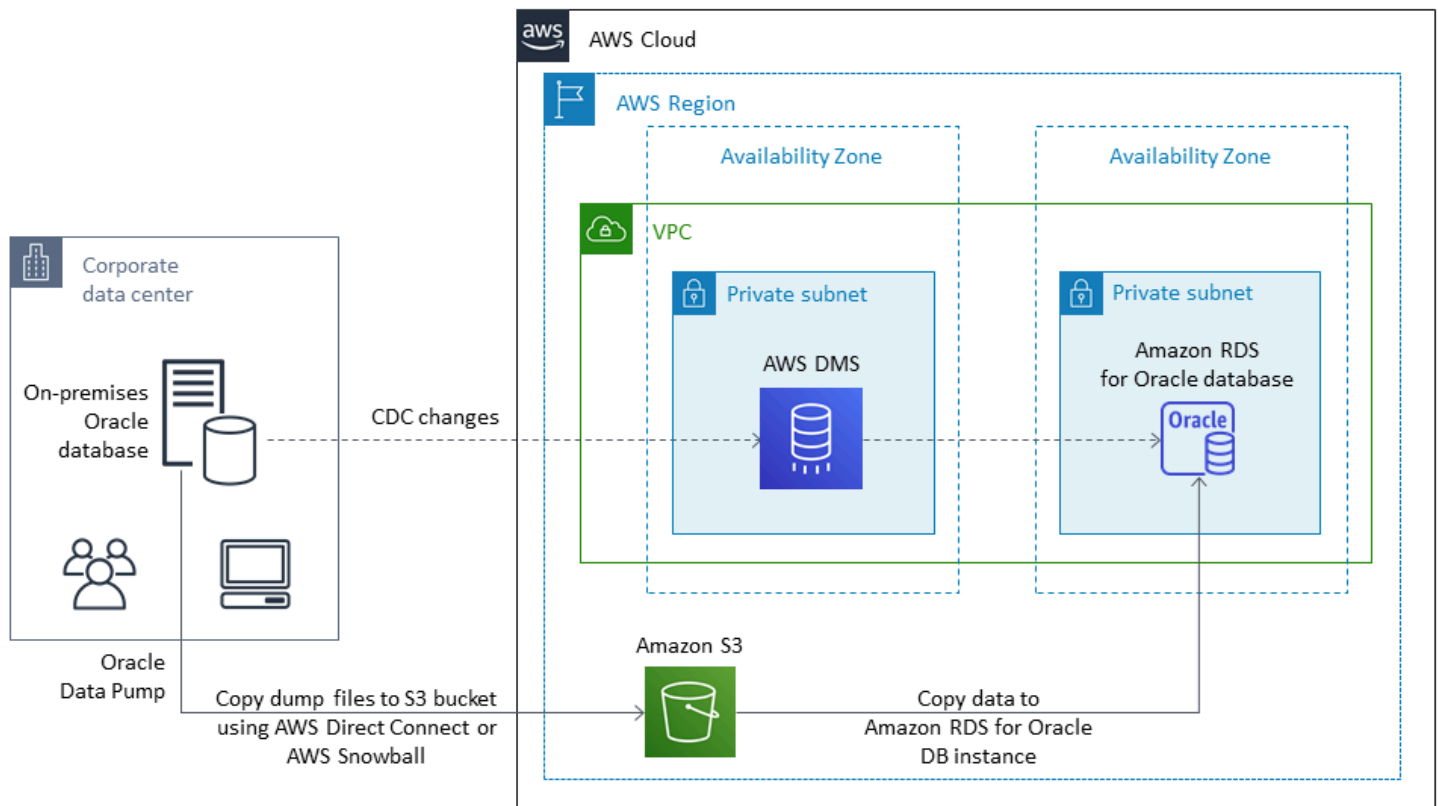 aws
AWS Cloud
AWS Region
Availability Zone
Availability Zone
VPC
Corporate
data center
Private subnet
Private subnet
On-premises
Oracle
database
CDC changes
AWS DMS
Amazon RDS
for Oracle database
Oracle
Oracle
Data Pump
Copy dump files to S3 bucket
using AWS Direct Connect or
AWS Snowball
Amazon S3
Copy data to
Amazon RDS for Oracle
DB instance